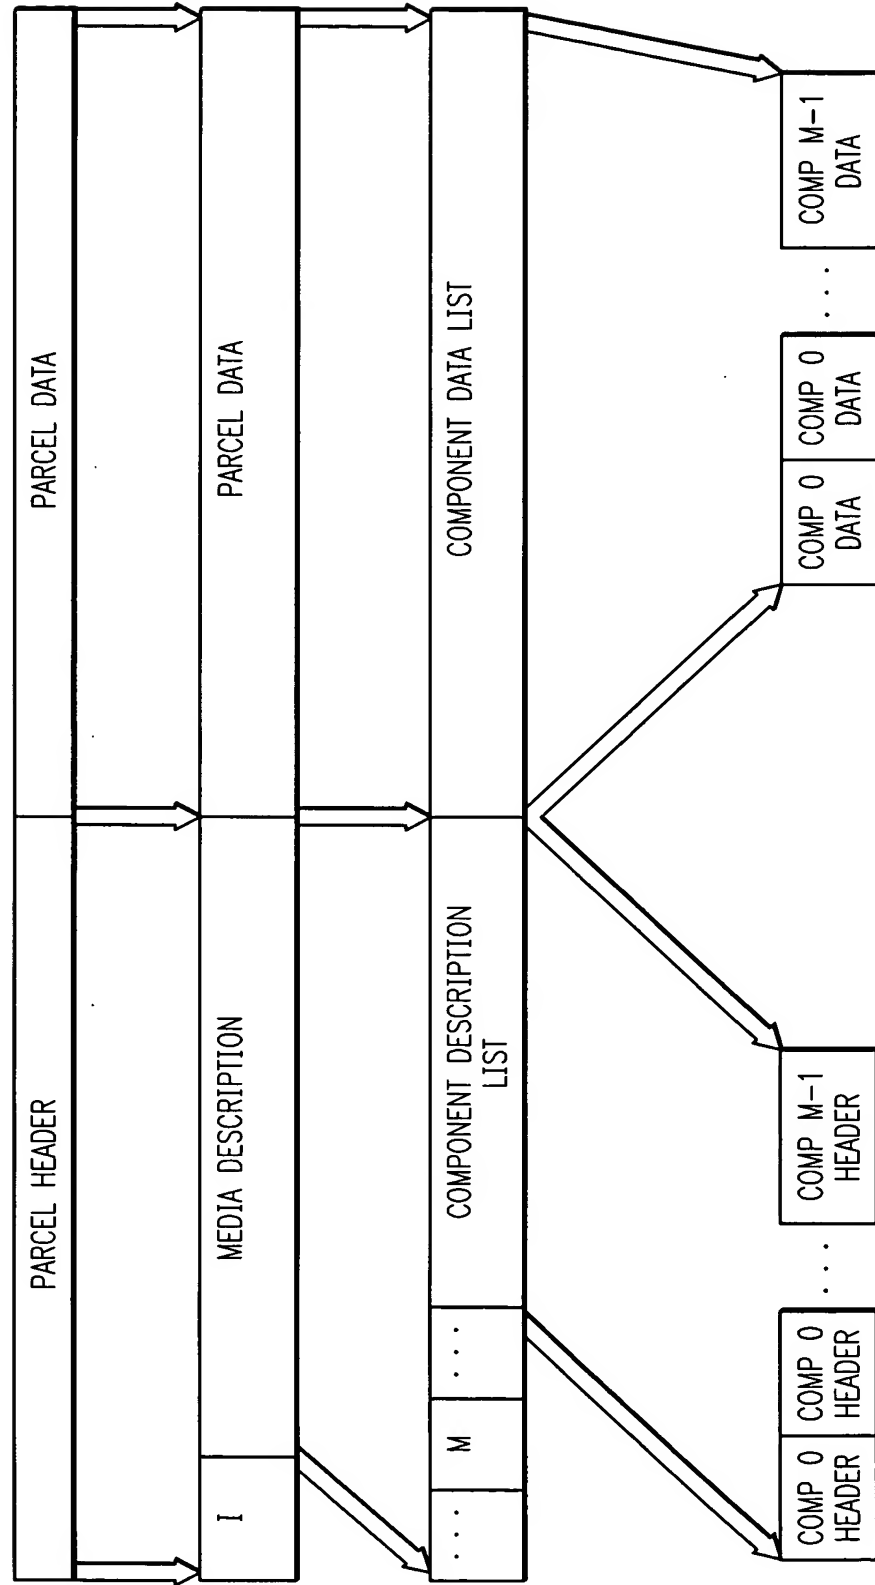 PARCEL HEADER
PARCEL DATA
I
MEDIA DESCRIPTION
PARCEL DATA
. . .
M
. . .
COMPONENT DESCRIPTION
LIST
COMPONENT DATA LIST
COMP 0
HEADER
COMP 0
HEADER
. . .
COMP M-1
HEADER
COMP 0
DATA
COMP 0
DATA
. . .
COMP M-1
DATA